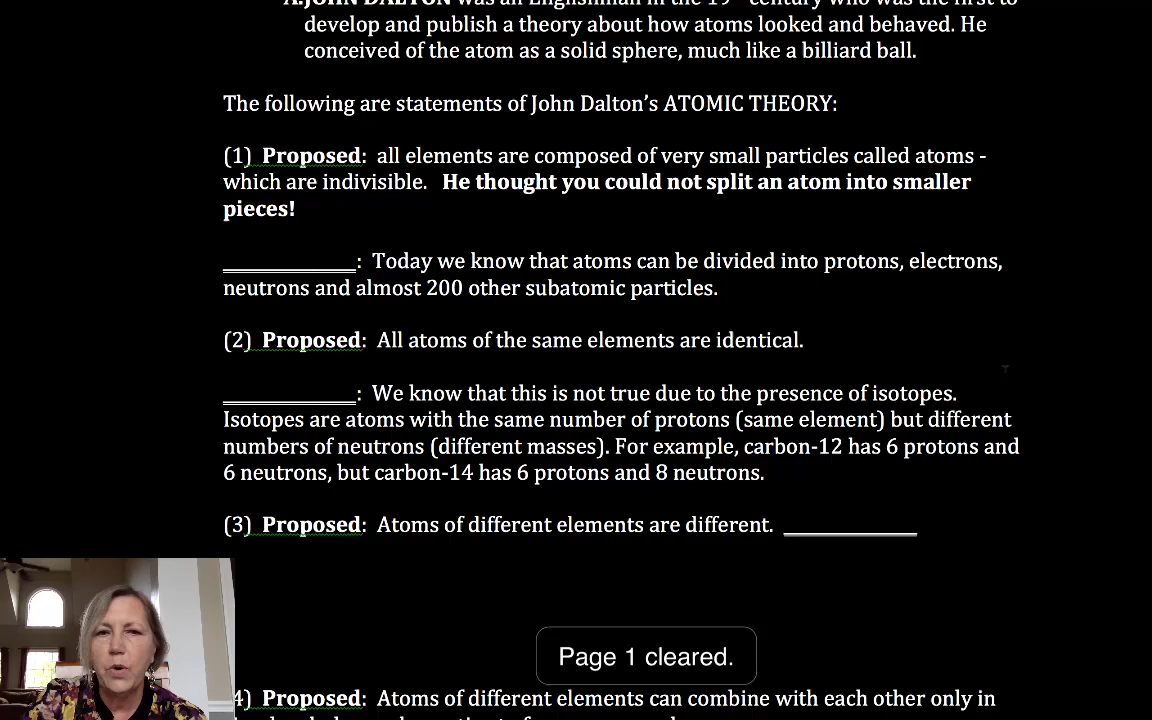 develop and publish a theory about how atoms looked and behaved. He
conceived of the atom as a solid sphere, much like a billiard ball.
The following are statements of John Dalton's ATOMIC THEORY:
(1) Proposed: all elements are composed of very small particles called atoms -
which are indivisible. He thought you could not split an atom into smaller
pieces!
____________: Today we know that atoms can be divided into protons, electrons,
neutrons and almost 200 other subatomic particles.
(2) Proposed: All atoms of the same elements are identical.
____________: We know that this is not true due to the presence of isotopes.
Isotopes are atoms with the same number of protons (same element) but different
numbers of neutrons (different masses). For example, carbon-12 has 6 protons and
6 neutrons, but carbon-14 has 6 protons and 8 neutrons.
(3) Proposed: Atoms of different elements are different. ____________
Page 1 cleared.
4) Proposed: Atoms of different elements can combine with each other only in